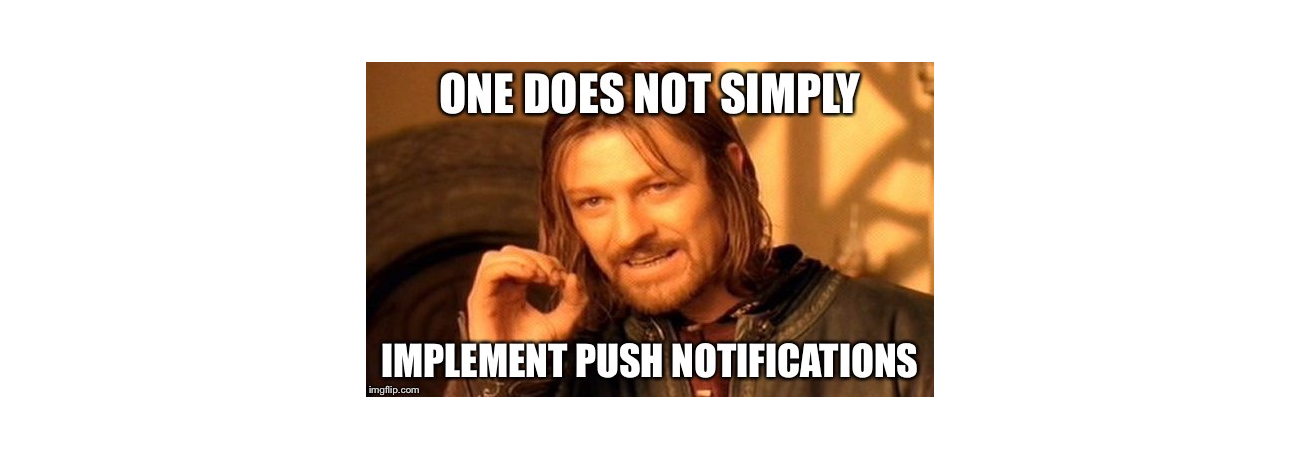 ONE DOES NOT SIMPLY
IMPLEMENT PUSH NOTIFICATIONS
imgflip.com